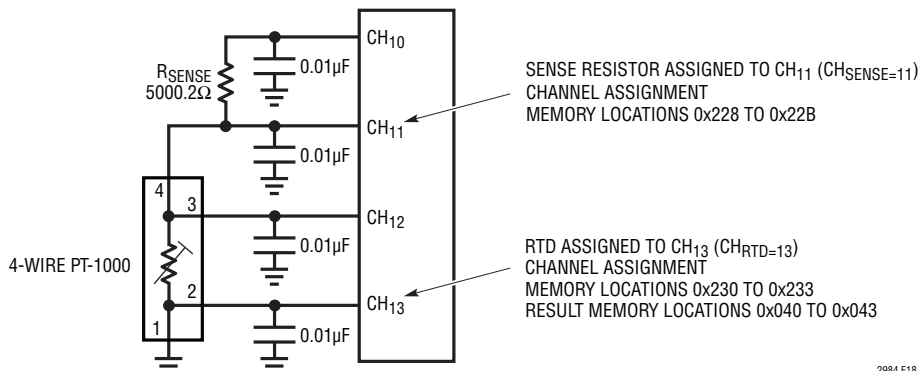 CH10
0.01µF
RSENSE
5000.2Ω
SENSE RESISTOR ASSIGNED TO CH11 (CHSENSE=11)
CHANNEL ASSIGNMENT
MEMORY LOCATIONS 0x228 TO 0x22B
CH11
0.01µF
4
3
CH12
0.01µF
4-WIRE PT-1000
RTD ASSIGNED TO CH13 (CHRTD=13)
CHANNEL ASSIGNMENT
MEMORY LOCATIONS 0x230 TO 0x233
RESULT MEMORY LOCATIONS 0x040 TO 0x043
2
CH13
1
0.01µF
2984 F18